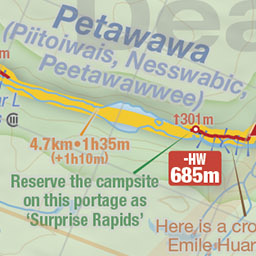 Petawawa
(Piitoiwais, Nesswabic,
Peetawawwee)
301m
4.7km•1h35m
(+1h10m)
-HW
685m
Reserve the campsite
on this portage as
‘Surprise Rapids’
Here is a cro
Emile Huar